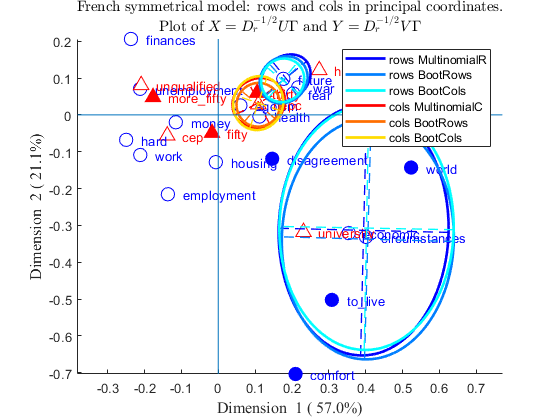 French symmetrical model: rows and cols in principal coordinates.
Plot of X = D_r^{-1/2}UΓ and Y = D_r^{-1/2}VΓ
0.2
0.1
0
-0.1
-0.2
-0.3
-0.4
-0.5
-0.6
-0.7
Dimension 2 ( 21.1%)
-0.3 -0.2 -0.1 0 0.1 0.2 0.3 0.4 0.5 0.6 0.7
Dimension 1 ( 57.0%)
rows MultinomialR
rows BootRows
rows BootCols
cols MultinomialC
cols BootRows
cols BootCols
finances
unqualified
unemployment
more_fifty
future
war
fear
health
money
hard
cep
fifty
work
housing
disagreement
world
employment
economic
circumstances
to_live
comfort